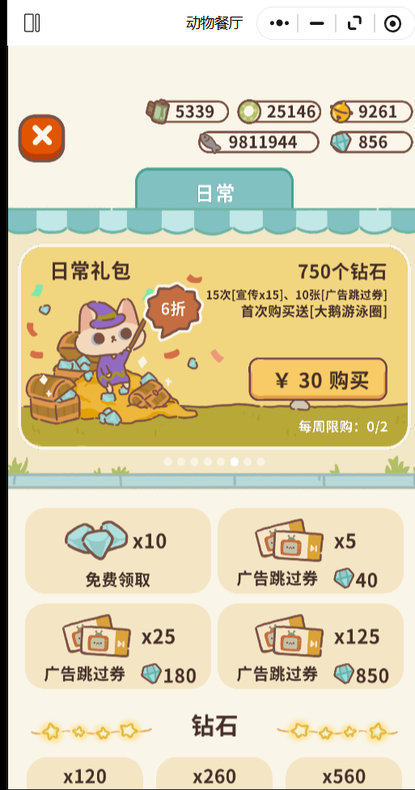 动物餐厅
5339 25146 9261
9811944 856
日常
日常礼包 750个钻石
6折
15次[宣传x15]、10张[广告跳过券]
首次购买送[大鹅游泳圈]
¥ 30 购买
每周限购：0/2
x10
免费领取
x5
广告跳过券 40
x25
广告跳过券 180
x125
广告跳过券 850
钻石
x120 x260 x560